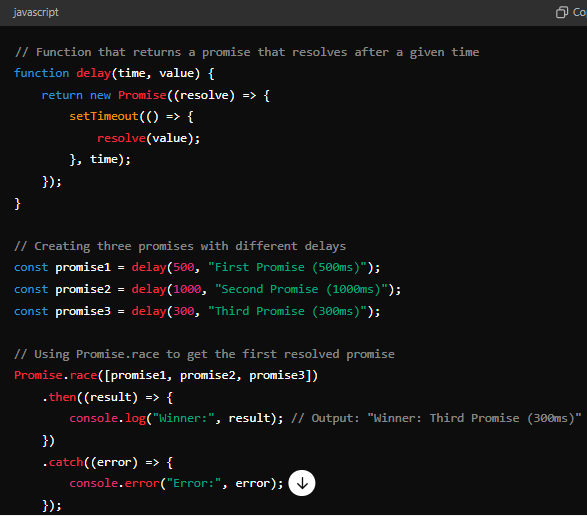 javascript
Co
// Function that returns a promise that resolves after a given time
function delay(time, value) {
    return new Promise((resolve) => {
        setTimeout(() => {
            resolve(value);
        }, time);
    });
}
// Creating three promises with different delays
const promise1 = delay(500, "First Promise (500ms)");
const promise2 = delay(1000, "Second Promise (1000ms)");
const promise3 = delay(300, "Third Promise (300ms)");
// Using Promise.race to get the first resolved promise
Promise.race([promise1, promise2, promise3])
    .then((result) => {
        console.log("Winner:", result); // Output: "Winner: Third Promise (300ms)"
    })
    .catch((error) => {
        console.error("Error:", error);
    });